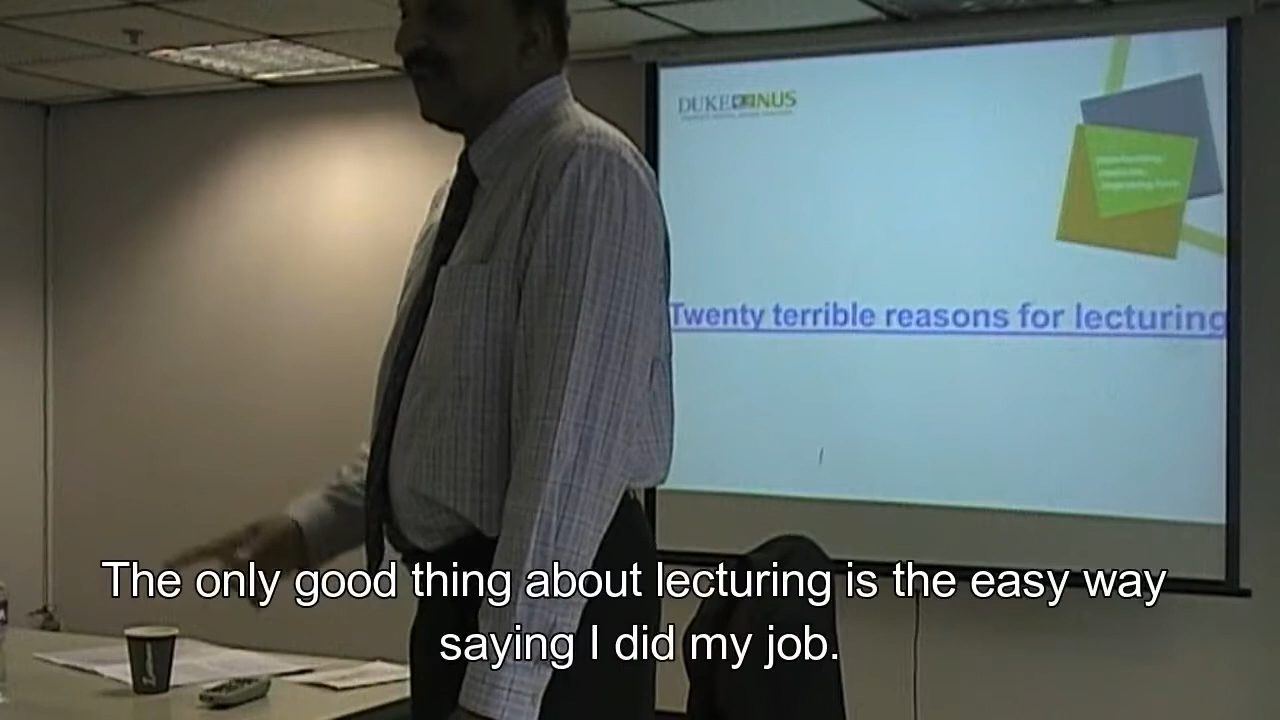 DUKE NUS
Twenty terrible reasons for lecturing
The only good thing about lecturing is the easy way
saying I did my job.